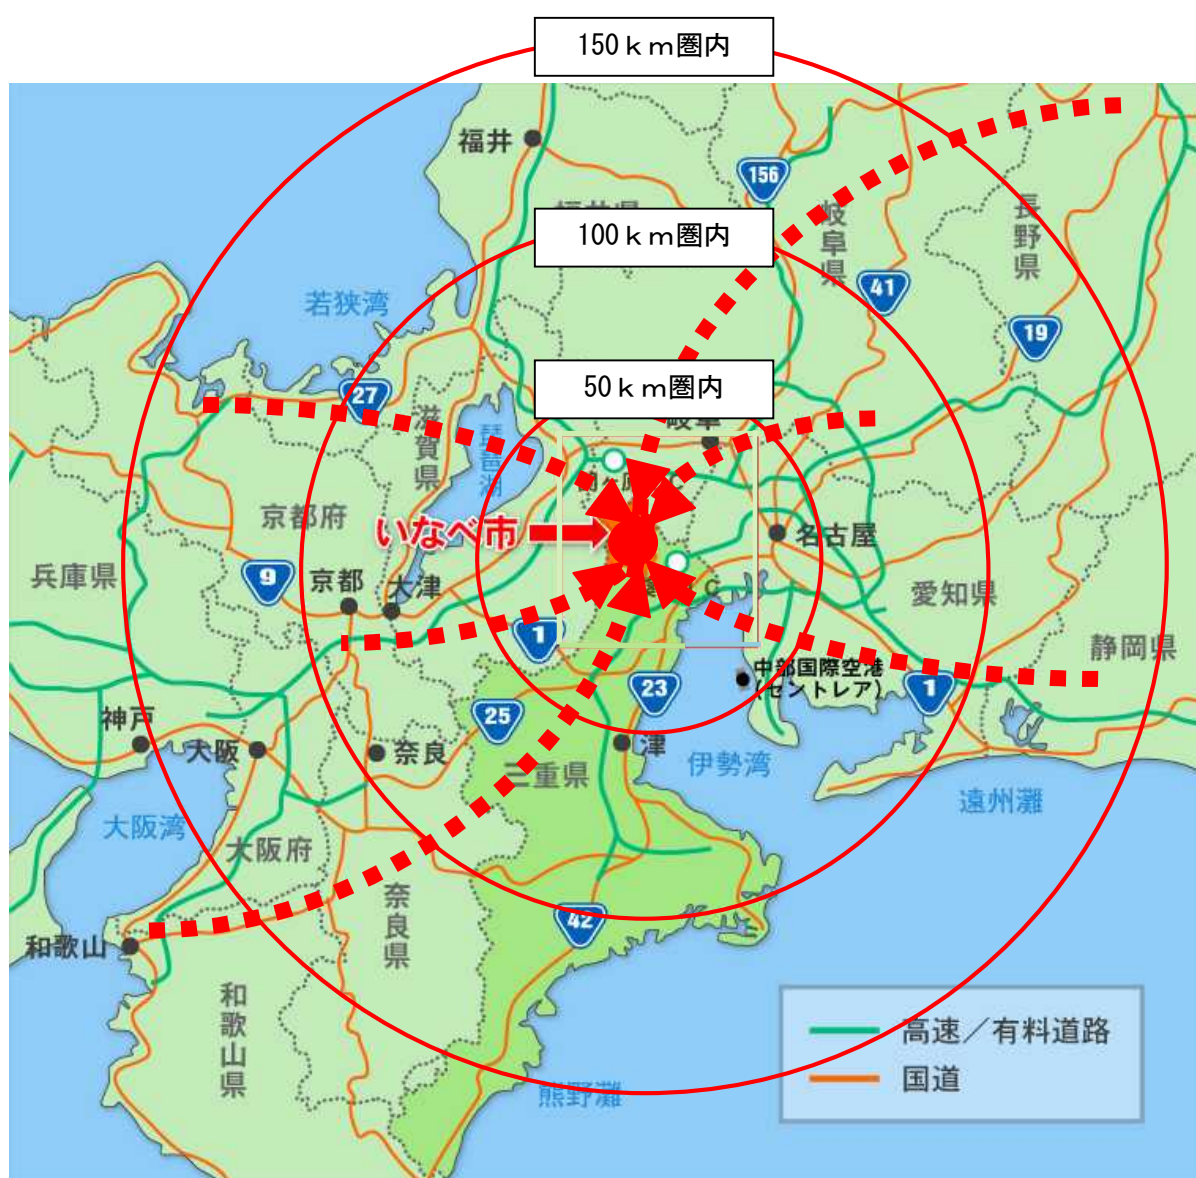 150ｋｍ圏内
福井
156
福井県
100ｋｍ圏内
岐阜県
長野県
41
若狭湾
19
50ｋｍ圏内
27
滋賀県
琵琶湖
岐阜
京都府
いなべ市
名古屋
兵庫県
9
京都
大津
C
愛知県
1
静岡県
中部国際空港
(セントレア)
23
1
25
神戸
大阪
奈良
津
伊勢湾
三重県
遠州灘
大阪湾
大阪府
奈良県
42
和歌山
和歌山県
高速／有料道路
国道
熊野灘